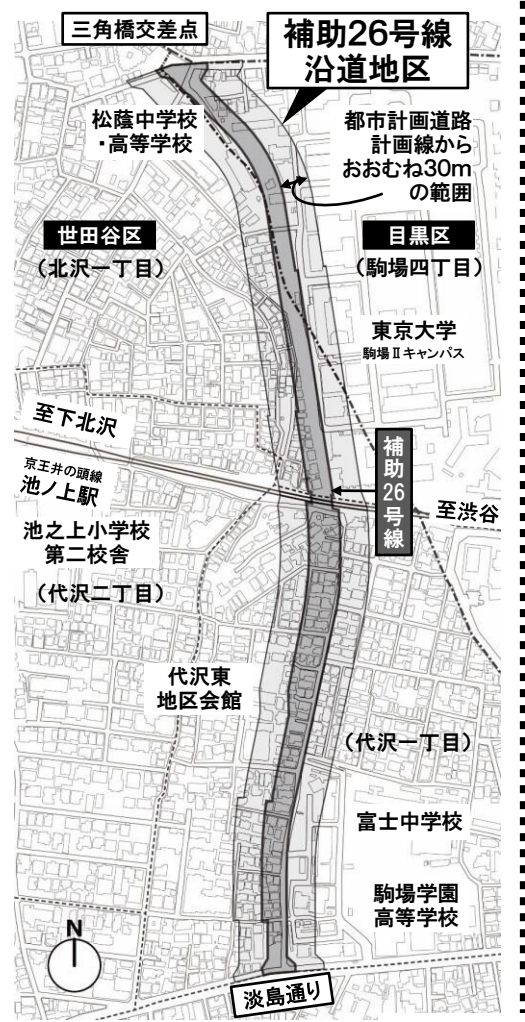 三角橋交差点
補助26号線
沿道地区
松蔭中学校
・高等学校
都市計画道路
計画線から
おおむね30m
の範囲
世田谷区
(北沢一丁目)
目黒区
(駒場四丁目)
東京大学
駒場Ⅱキャンパス
至下北沢
京王井の頭線
池ノ上駅
補助26号線
至渋谷
池之上小学校
第二校舎
(代沢二丁目)
代沢東
地区会館
(代沢一丁目)
富士中学校
駒場学園
高等学校
N
淡島通り